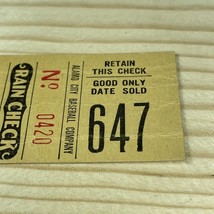 RAIN CHECK
No 0420
ALAMO CITY BASEBALL COMPANY
RETAIN
THIS CHECK
GOOD ONLY
DATE SOLD
647